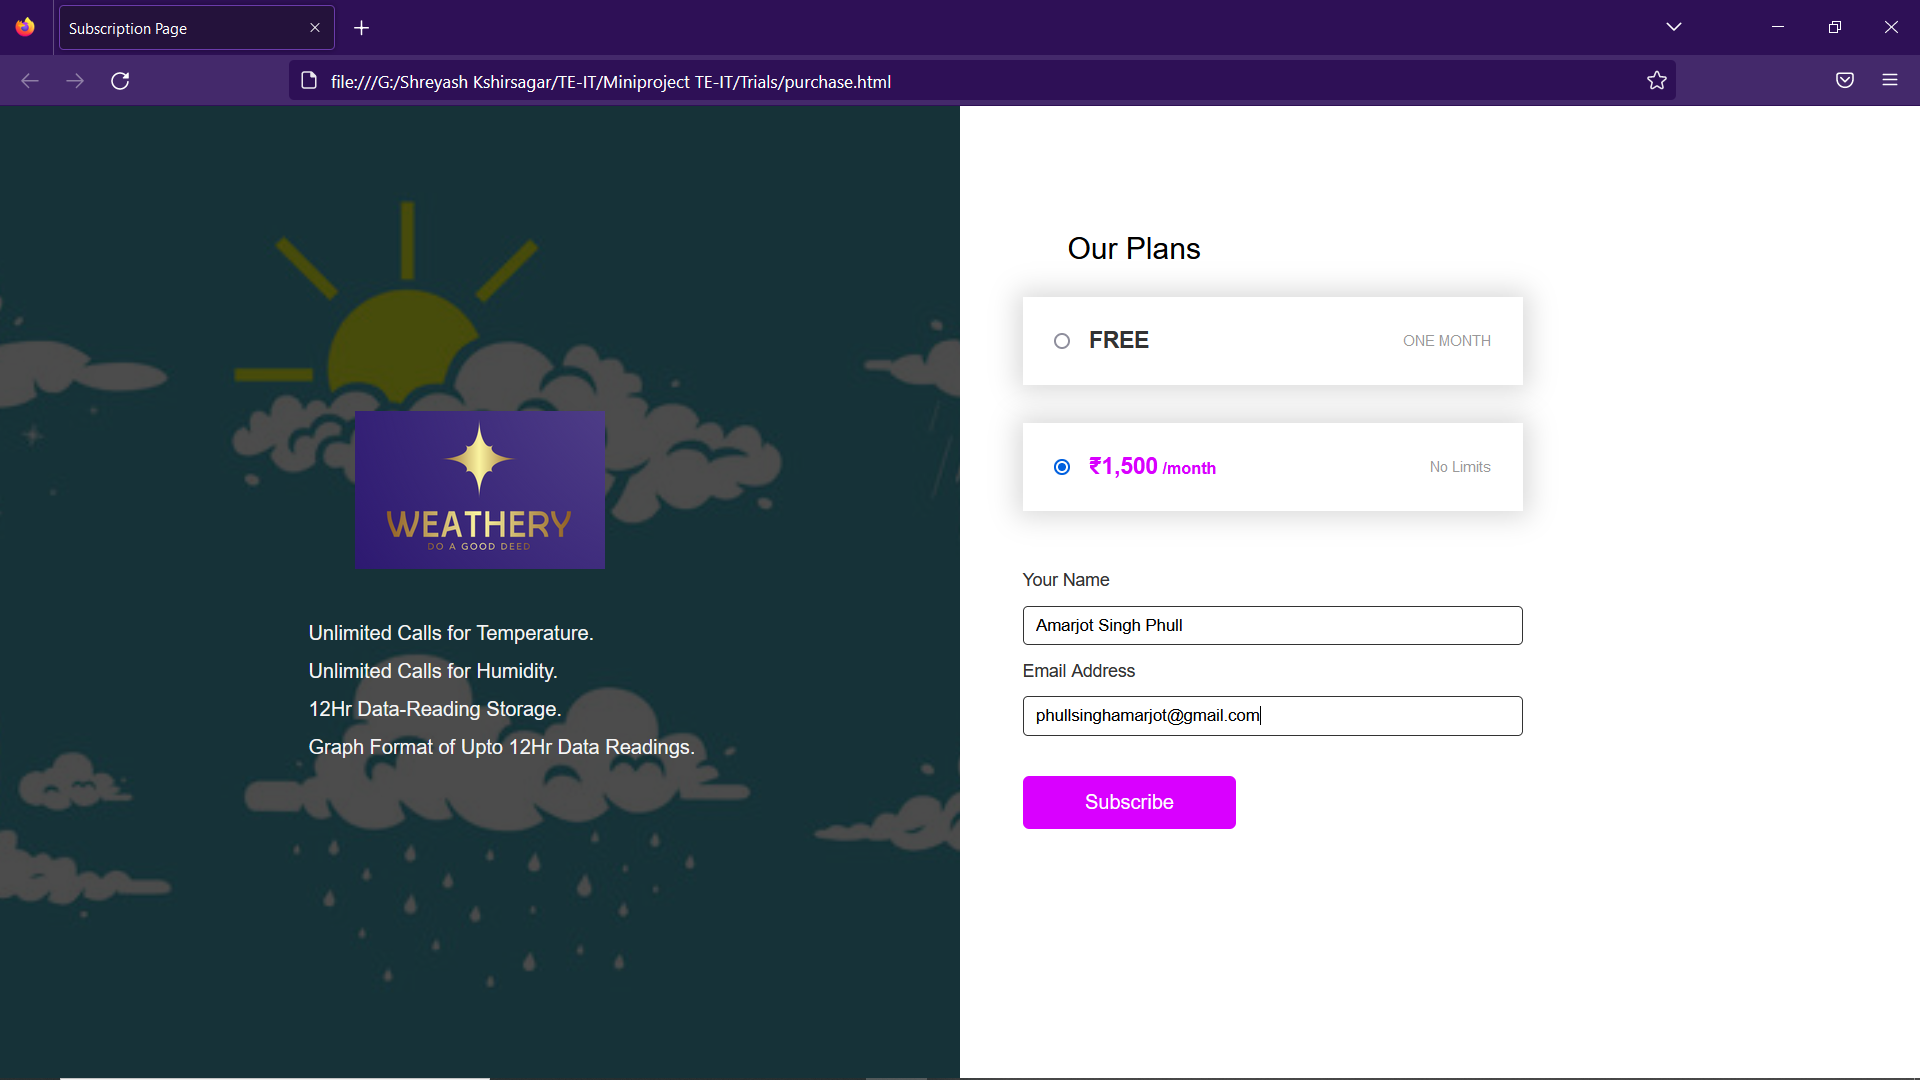 Subscription Page
file:///G:/Shreyash Kshirsagar/TE-IT/Miniproject TE-IT/Trials/purchase.html
WEATHERY
DO A GOOD DEED
Unlimited Calls for Temperature.
Unlimited Calls for Humidity.
12Hr Data-Reading Storage.
Graph Format of Upto 12Hr Data Readings.
Our Plans
FREE ONE MONTH
₹1,500 /month No Limits
Your Name
Amarjot Singh Phull
Email Address
phullsinghamarjot@gmail.com
Subscribe